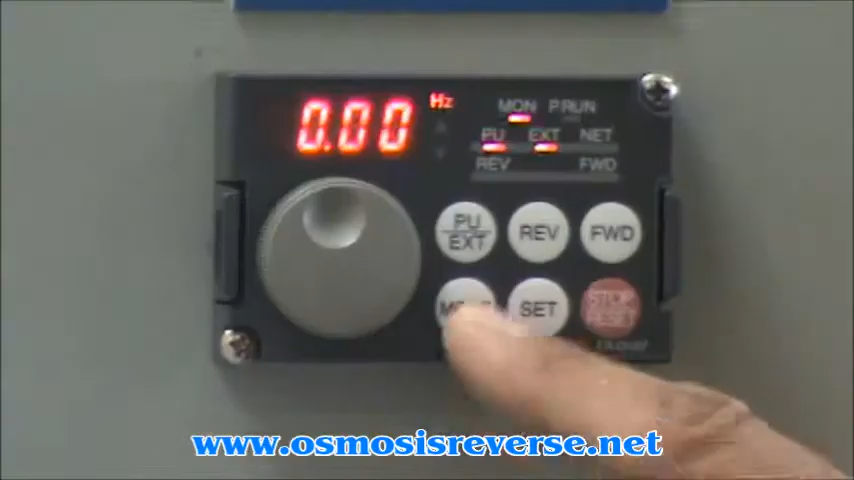 0.00 Hz
MON P.RUN
PU EXT NET
REV FWD
PU
EXT
REV
FWD
SET
STOP
RESET
www.osmosisreverse.net